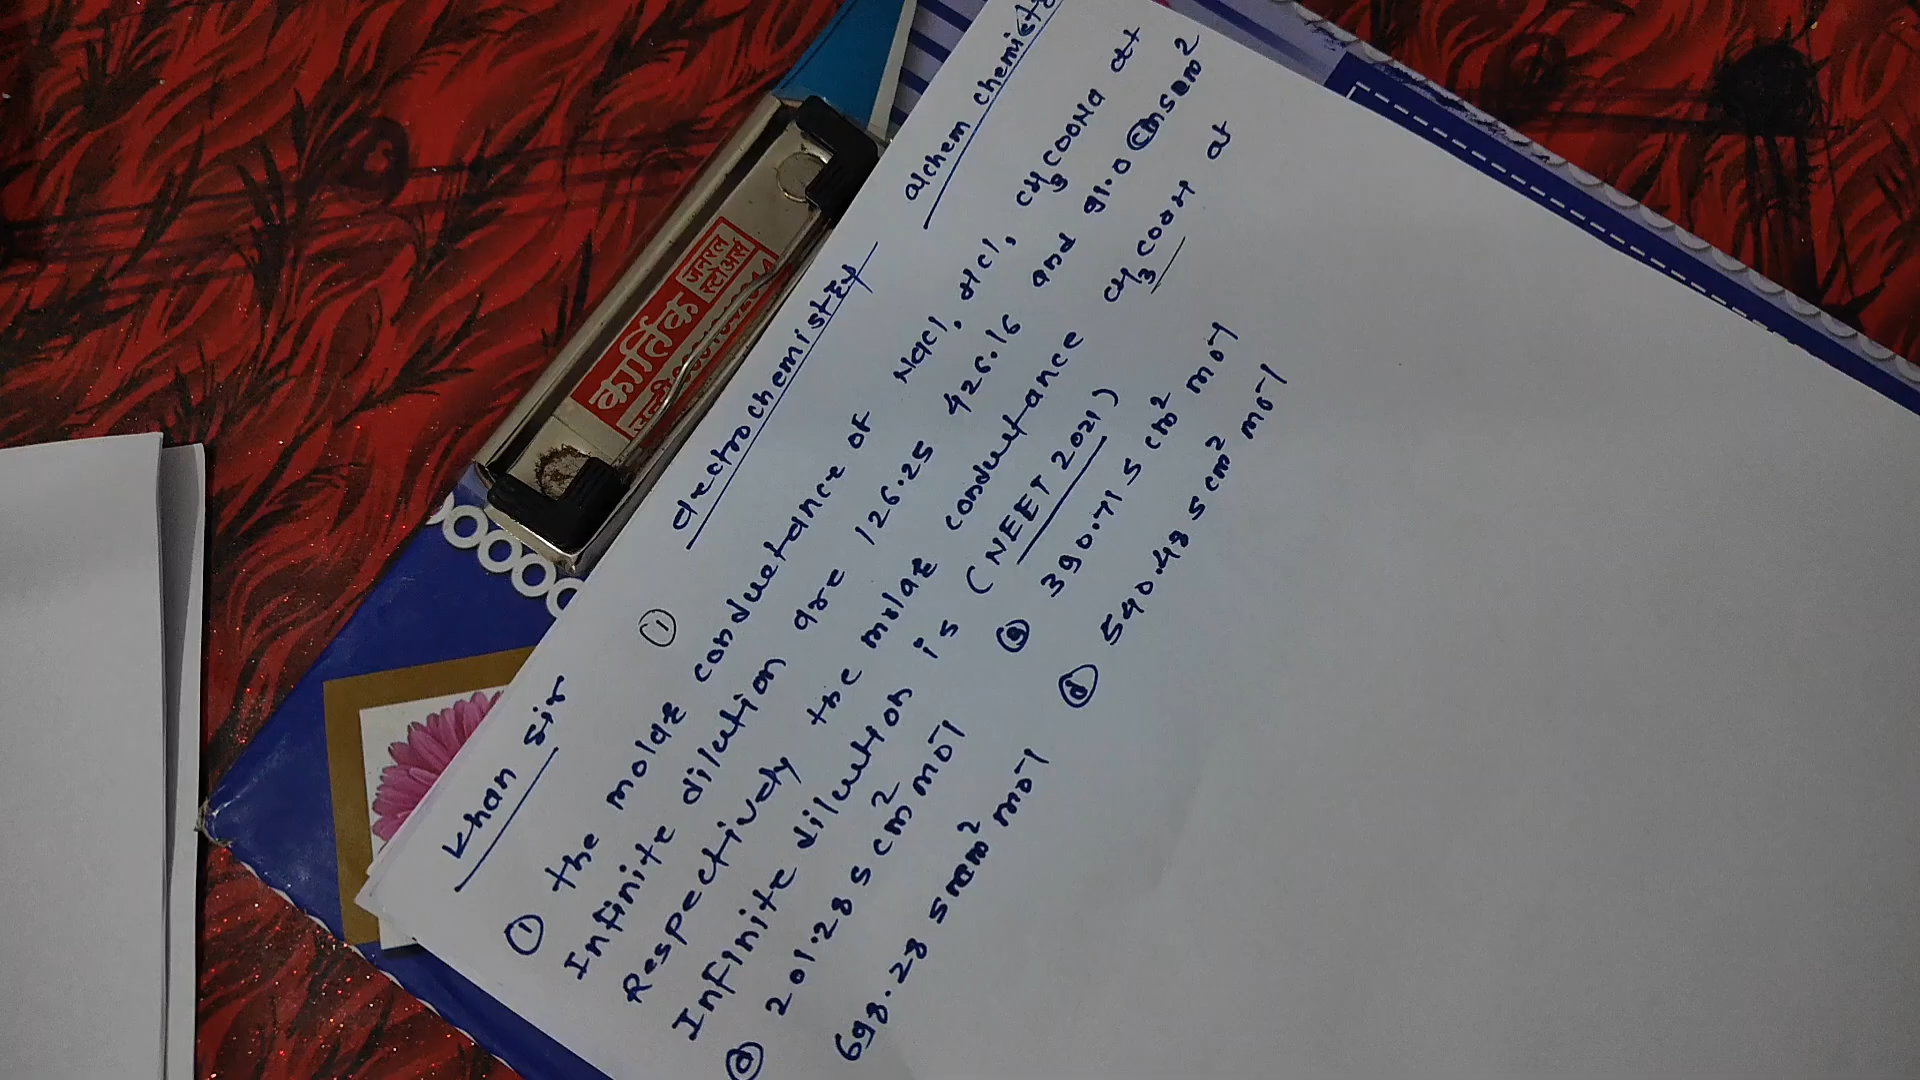 Khan sir
①
electrochemistry
alchem chemistry
① the molar conductance of Nacl, Hcl, CH3COONa at
Infinite dilution are 126.25 426.16 and 91.0 cm2
Respectively the molar conductance CH3COOH at
Infinite dilution is (NEET 2021)
ⓐ 201.28 s cm2 mol-1
390.71 s cm2 mol-1
698.28 cm2 mol-1
ⓓ 540.48 s cm2 mol-1
कार्तिक
जनरल
स्टोअर्स